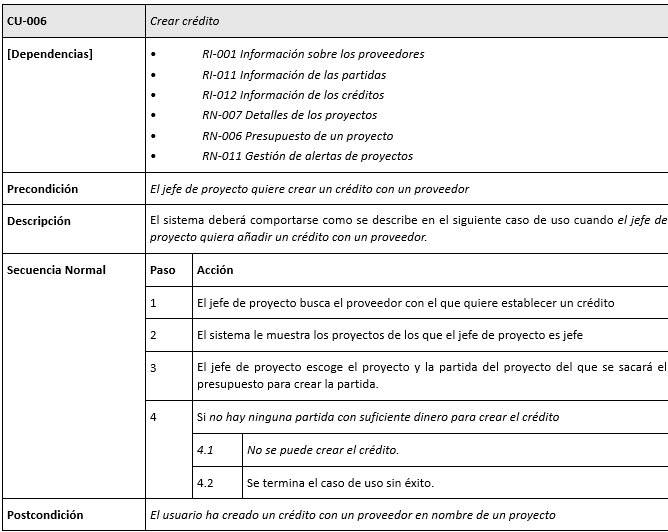 CU-006 Crear crédito
[Dependencias]
• RI-001 Información sobre los proveedores
• RI-011 Información de las partidas
• RI-012 Información de los créditos
• RN-007 Detalles de los proyectos
• RN-006 Presupuesto de un proyecto
• RN-011 Gestión de alertas de proyectos
Precondición El jefe de proyecto quiere crear un crédito con un proveedor
Descripción El sistema deberá comportarse como se describe en el siguiente caso de uso cuando el jefe de
proyecto quiera añadir un crédito con un proveedor.
Secuencia Normal Paso Acción
1 El jefe de proyecto busca el proveedor con el que quiere establecer un crédito
2 El sistema le muestra los proyectos de los que el jefe de proyecto es jefe
3 El jefe de proyecto escoge el proyecto y la partida del proyecto del que se sacará el
presupuesto para crear la partida.
4 Si no hay ninguna partida con suficiente dinero para crear el crédito
4.1 No se puede crear el crédito.
4.2 Se termina el caso de uso sin éxito.
Postcondición El usuario ha creado un crédito con un proveedor en nombre de un proyecto